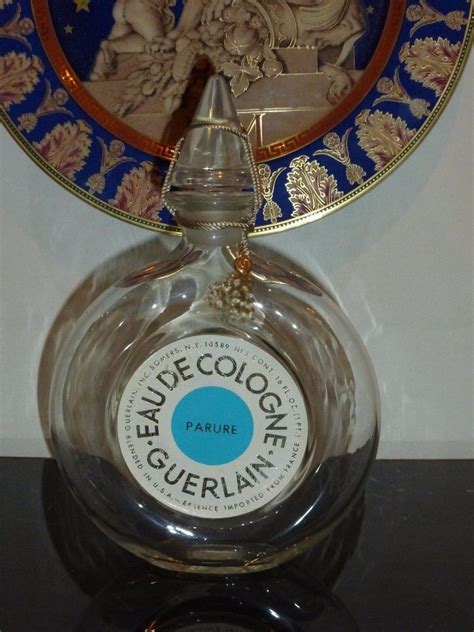 GUERLAIN, INC. SOMERS, N.Y. 10589 NET CONT. 16 FL. OZ. (1 PT.)
EAU DE COLOGNE
PARURE
GUERLAIN
BLENDED IN U.S.A. - ESSENCE IMPORTED FROM FRANCE